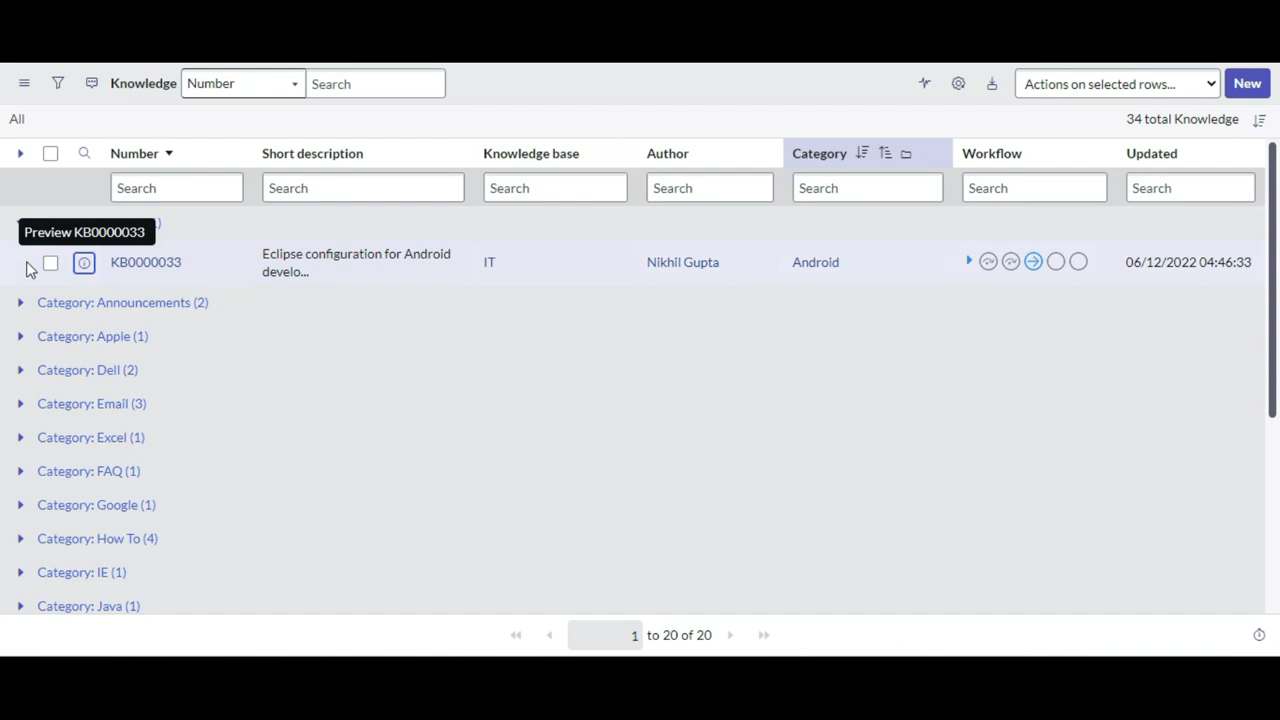 Knowledge Number Search Actions on selected rows... New
All 34 total Knowledge
Number Short description Knowledge base Author Category Workflow Updated
Search Search Search Search Search Search Search
Preview KB0000033
KB0000033 Eclipse configuration for Android develo... IT Nikhil Gupta Android 06/12/2022 04:46:33
Category: Announcements (2)
Category: Apple (1)
Category: Dell (2)
Category: Email (3)
Category: Excel (1)
Category: FAQ (1)
Category: Google (1)
Category: How To (4)
Category: IE (1)
Category: Java (1)
1 to 20 of 20